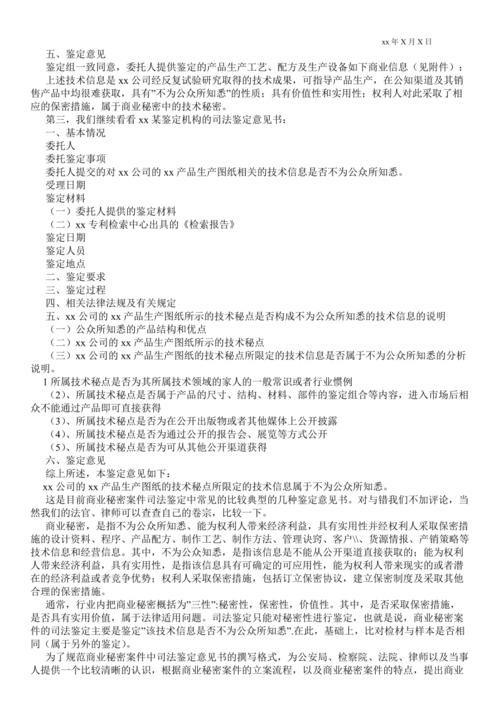 xx年X月X日
五、鉴定意见
鉴定组一致同意，委托人提供鉴定的产品生产工艺、配方及生产设备如下商业信息（见附件）：
上述技术信息是xx公司经反复试验研究取得的技术成果，可指导产品生产，在公知渠道及其销
售产品中均很难获取，具有"不为公众所知悉"的性质；具有价值性和实用性；权利人对此采取了相
应的保密措施，属于商业秘密中的技术秘密。
第三，我们继续看看xx某鉴定机构的司法鉴定意见书：
一、基本情况
委托人
委托鉴定事项
委托人提交的对xx公司的xx产品生产图纸相关的技术信息是否不为公众所知悉。
受理日期
鉴定材料
（一）委托人提供的鉴定材料
（二）xx专利检索中心出具的《检索报告》
鉴定日期
鉴定人员
鉴定地点
二、鉴定要求
三、鉴定过程
四、相关法律法规及有关规定
五、xx公司的xx产品生产图纸所示的技术秘点是否构成不为公众所知悉的技术信息的说明
（一）公众所知悉的产品结构和优点
（二）xx公司的xx产品生产图纸所示的技术秘点
（三）xx公司的xx产品生产图纸的技术秘点所限定的技术信息是否属于不为公众所知悉的分析
说明。
1所属技术秘点是否为其所属技术领域的家人的一般常识或者行业惯例
（2）、所属技术秘点是否属于产品的尺寸、结构、材料、部件的鉴定组合等内容，进入市场后相
众不能通过产品即可直接获得
（3）、所属技术秘点是否为在公开出版物或者其他媒体上公开披露
（4）、所属技术秘点是否为通过公开的报告会、展览等方式公开
（5）、所属技术秘点是否为可从其他公开渠道获得
六、鉴定意见
综上所述，本鉴定意见如下：
xx公司的xx产品生产图纸的技术秘点所限定的技术信息属于不为公众所知悉。
这是目前商业秘密案件司法鉴定中常见的比较典型的几种鉴定意见书。对与错我们不加评论，当
然我们的法官、律师可以查查自己的卷宗，比较一下。
商业秘密，是指不为公众所知悉、能为权利人带来经济利益，具有实用性并经权利人采取保密措
施的设计资料、程序、产品配方、制作工艺、制作方法、管理诀窍、客户\\、货源情报、产销策略等
技术信息和经营信息。其中，不为公众知悉，是指该信息是不能从公开渠道直接获取的；能为权利人
带来经济利益，具有实用性，是指该信息具有可确定的可应用性，能为权利人带来现实的或者潜
在的经济利益或者竞争优势；权利人采取保密措施，包括订立保密协议，建立保密制度及采取其他
合理的保密措施。
通常，行业内把商业秘密概括为"三性":秘密性，保密性，价值性。其中，是否采取保密措施，
是否具有实用价值，属于法律适用问题。司法鉴定只能对秘密性进行鉴定，也就是说，商业秘密案
件的司法鉴定主要是鉴定"该技术信息是否不为公众所知悉".在此，基础上，比对检材与样本是否相
同（属于另外的鉴定）。
为了规范商业秘密案件中司法鉴定意见书的撰写格式，为公安局、检察院、法院、律师以及当事
人提供一个比较清晰的认识，根据商业秘密案件的立案流程，以及商业秘密案件的特点，提出商业